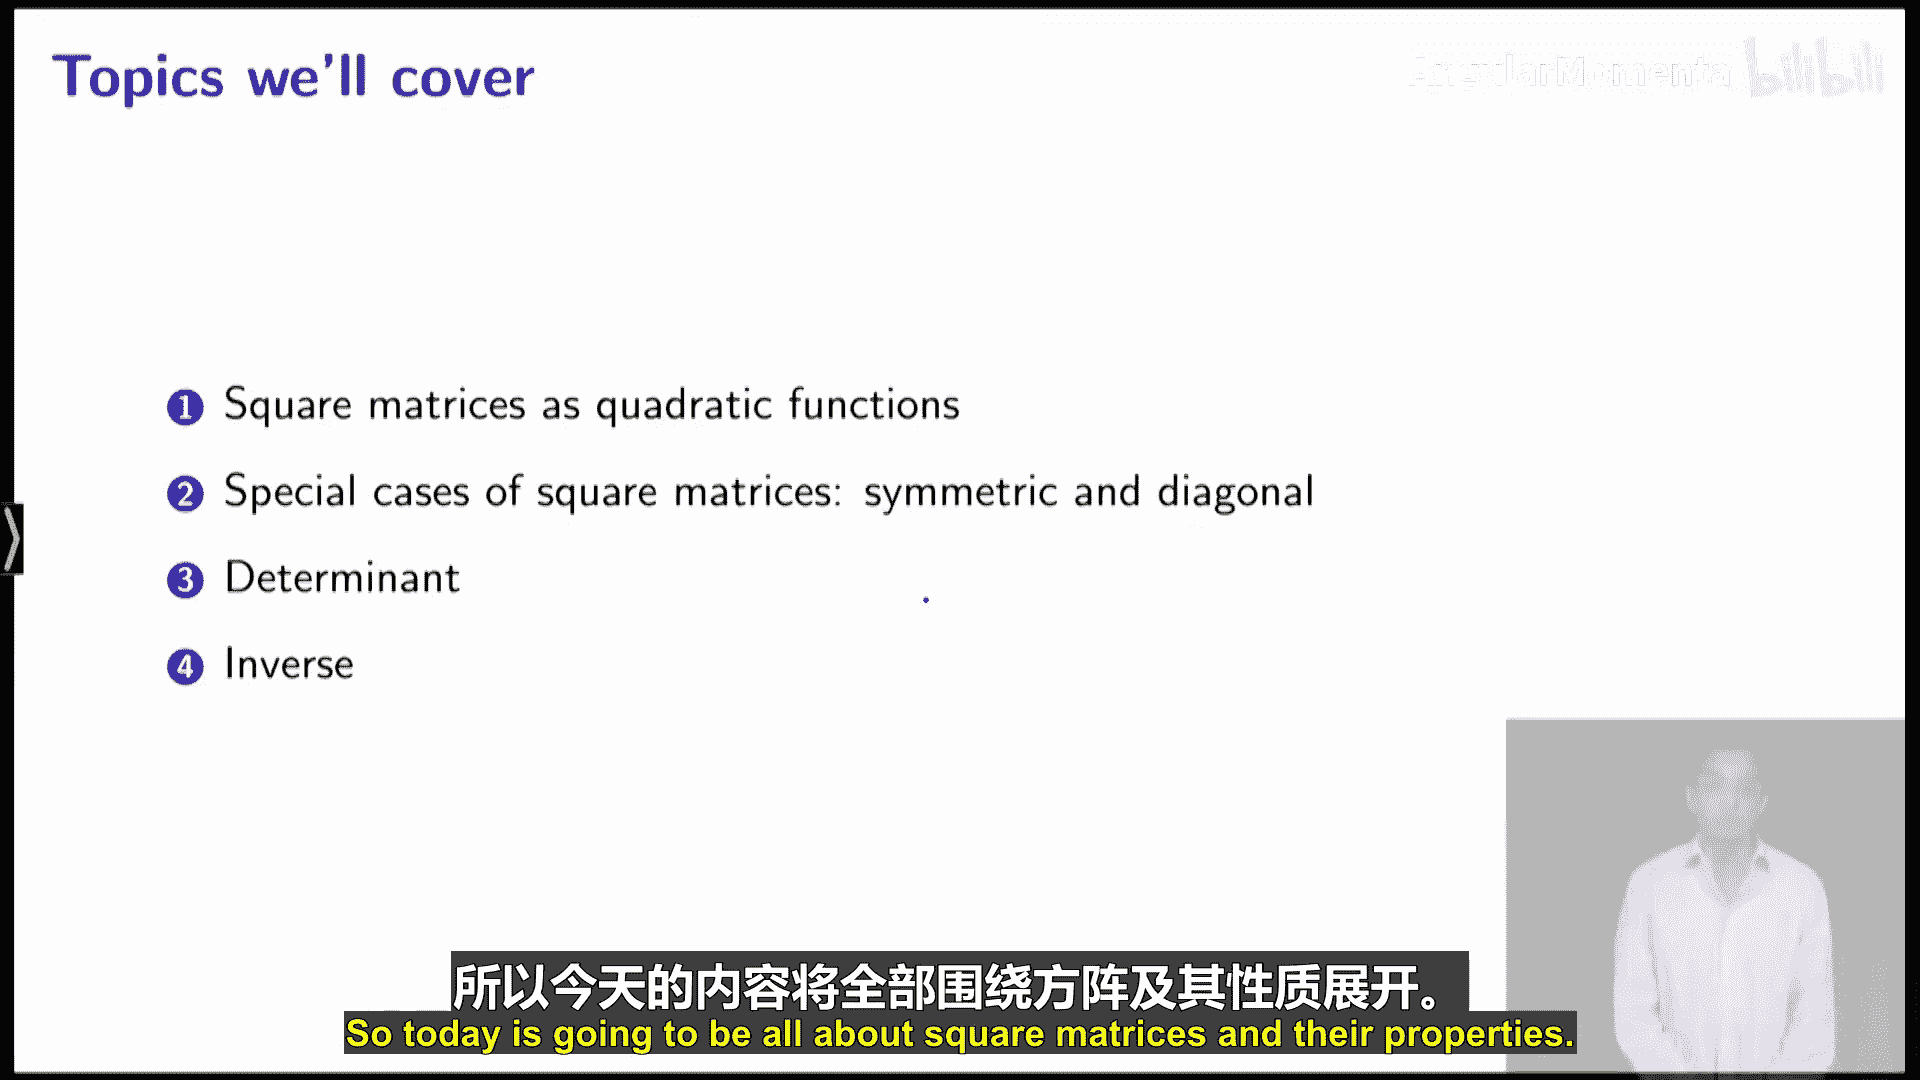 Topics we'll cover
bilibili
1 Square matrices as quadratic functions
2 Special cases of square matrices: symmetric and diagonal
3 Determinant
4 Inverse
所以今天的内容将全部围绕方阵及其性质展开。
So today is going to be all about square matrices and their properties.